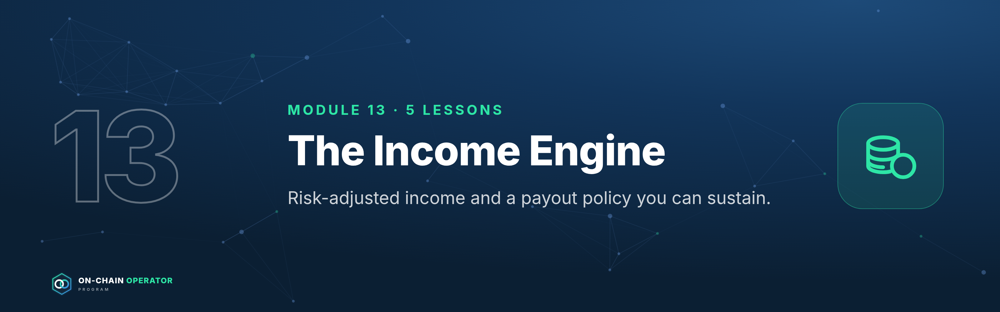 13
MODULE 13 · 5 LESSONS
The Income Engine
Risk-adjusted income and a payout policy you can sustain.
ON-CHAIN OPERATOR
PROGRAM